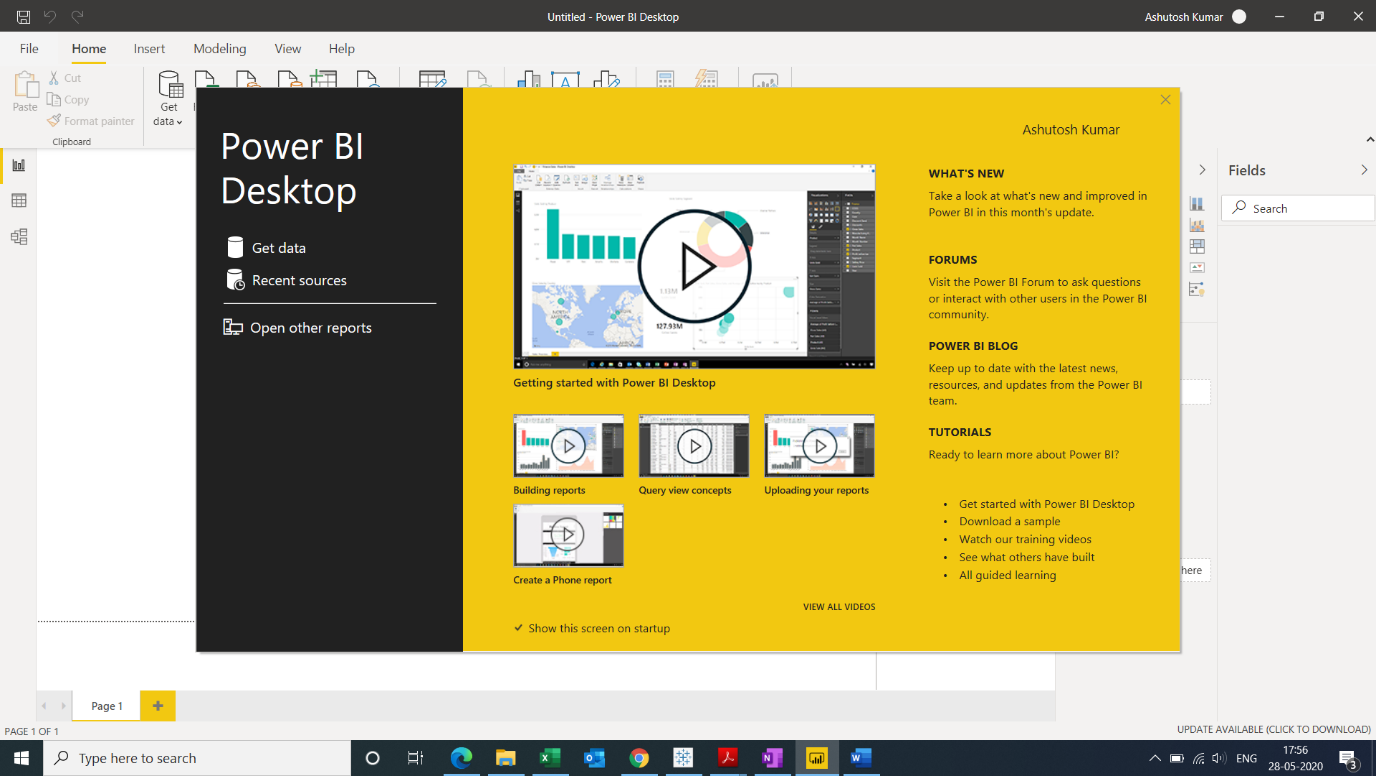 Untitled - Power BI Desktop
Ashutosh Kumar
File
Home
Insert
Modeling
View
Help
Paste
Cut
Copy
Format painter
Clipboard
Get
data
Power BI
Desktop
Get data
Recent sources
Open other reports
Ashutosh Kumar
127.93M
Getting started with Power BI Desktop
Building reports
Query view concepts
Uploading your reports
Create a Phone report
VIEW ALL VIDEOS
Show this screen on startup
WHAT'S NEW
Take a look at what's new and improved in
Power BI in this month's update.
FORUMS
Visit the Power BI Forum to ask questions
or interact with other users in the Power BI
community.
POWER BI BLOG
Keep up to date with the latest news,
resources, and updates from the Power BI
team.
TUTORIALS
Ready to learn more about Power BI?
• Get started with Power BI Desktop
• Download a sample
• Watch our training videos
• See what others have built
• All guided learning
Fields
Search
here
Page 1
PAGE 1 OF 1
UPDATE AVAILABLE (CLICK TO DOWNLOAD)
Type here to search
ENG
17:56
28-05-2020
3